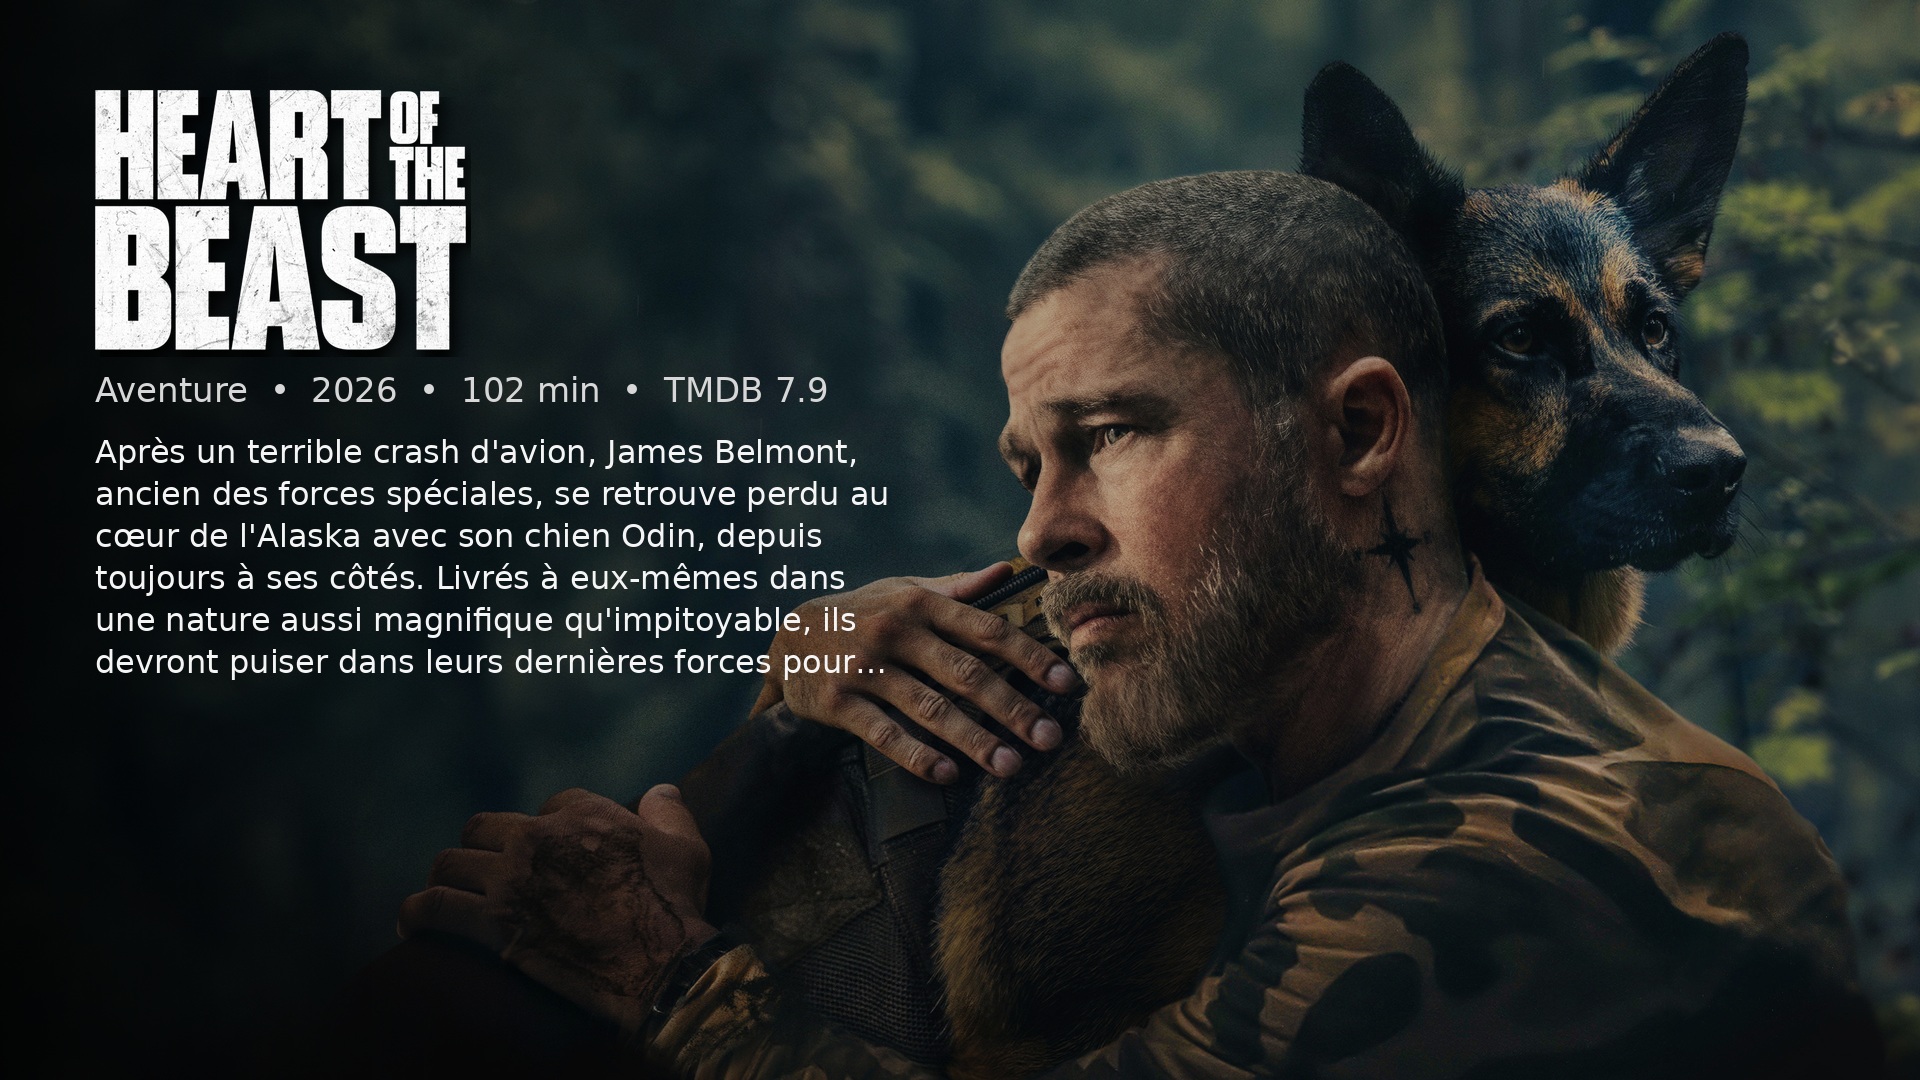 HEART OF THE
BEAST
Aventure • 2026 • 102 min • TMDB 7.9
Après un terrible crash d'avion, James Belmont,
ancien des forces spéciales, se retrouve perdu au
cœur de l'Alaska avec son chien Odin, depuis
toujours à ses côtés. Livrés à eux-mêmes dans
une nature aussi magnifique qu'impitoyable, ils
devront puiser dans leurs dernières forces pour...